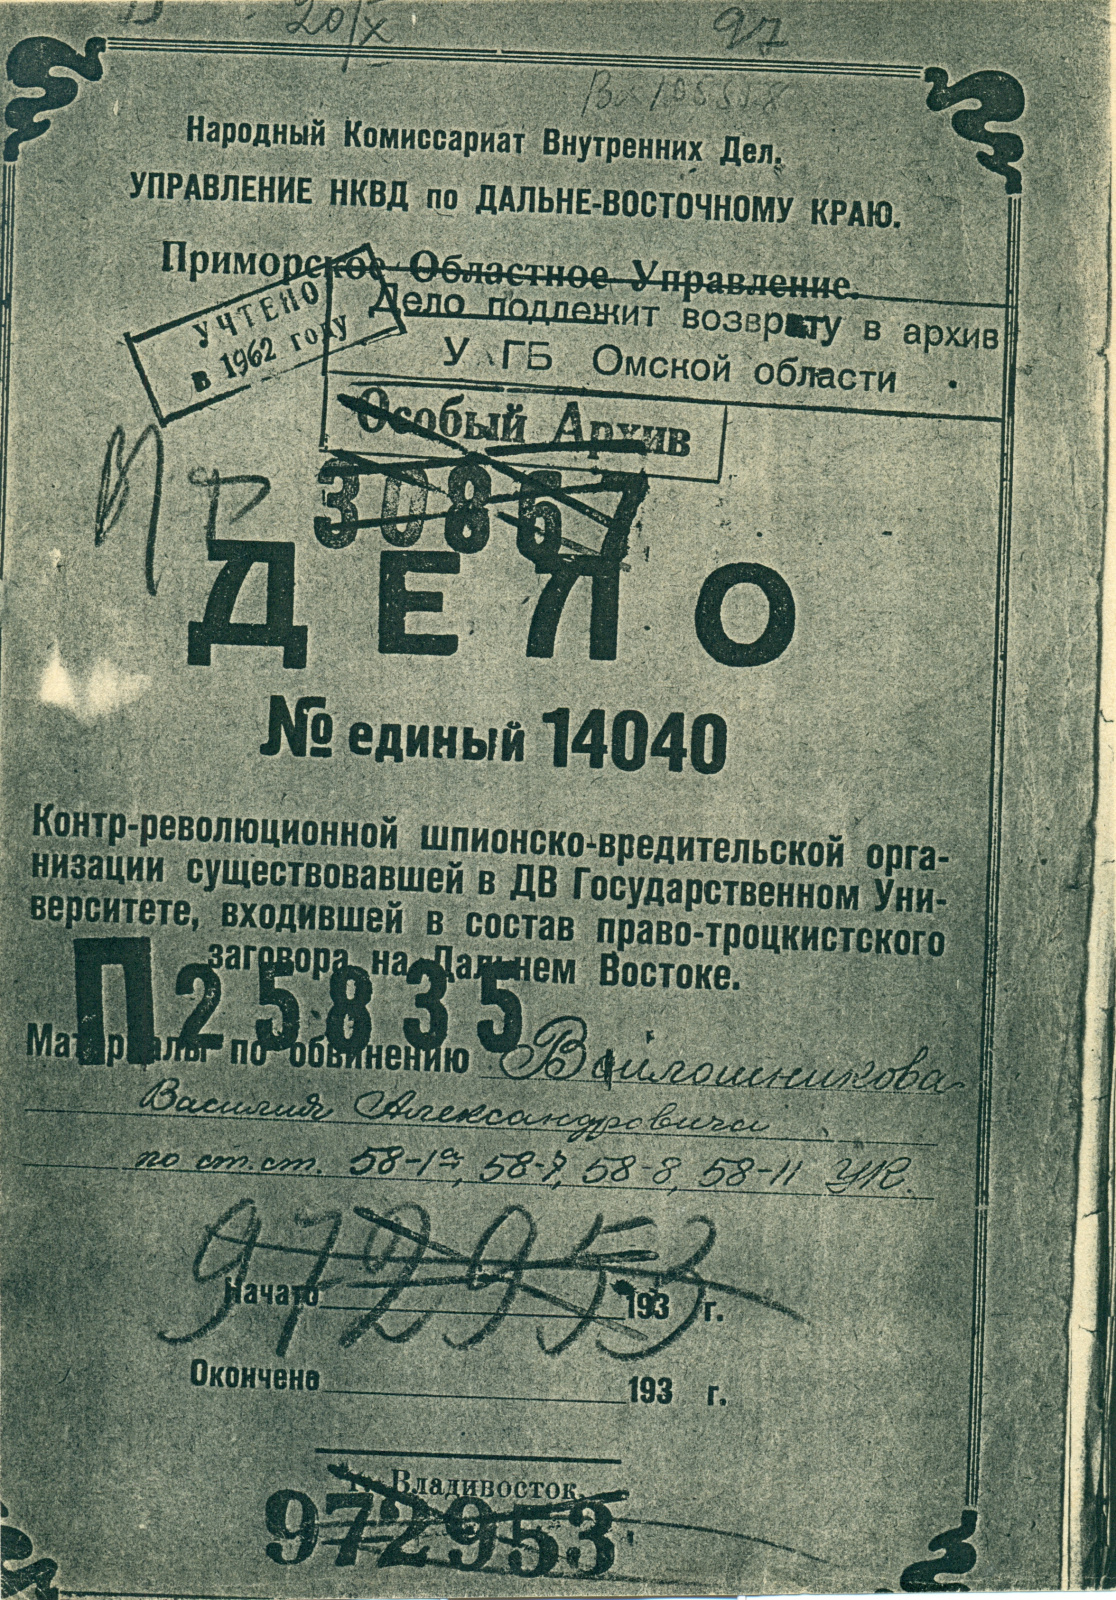 20/X 97
Народный Комиссариат Внутренних Дел.
УПРАВЛЕНИЕ НКВД по ДАЛЬНЕ-ВОСТОЧНОМУ КРАЮ.
Приморское Областное Управление.
УЧТЕНО
в 1962 году
Дело подлежит возврату в архив
У ГБ Омской области
Особый Архив
30867
ДЕЛО
№ единый 14040
Контр-революционной шпионско-вредительской орга-
низации существовавшей в ДВ Государственном Уни-
верситете, входившей в состав право-троцкистского
заговора на Дальнем Востоке.
П25835
Материалы по обвинению Войлошникова
Василия Александровича
по ст.ст. 58-1а, 58-7, 58-8, 58-11 УК.
972953
Начато 193 г.
Окончено 193 г.
г. Владивосток.
972953